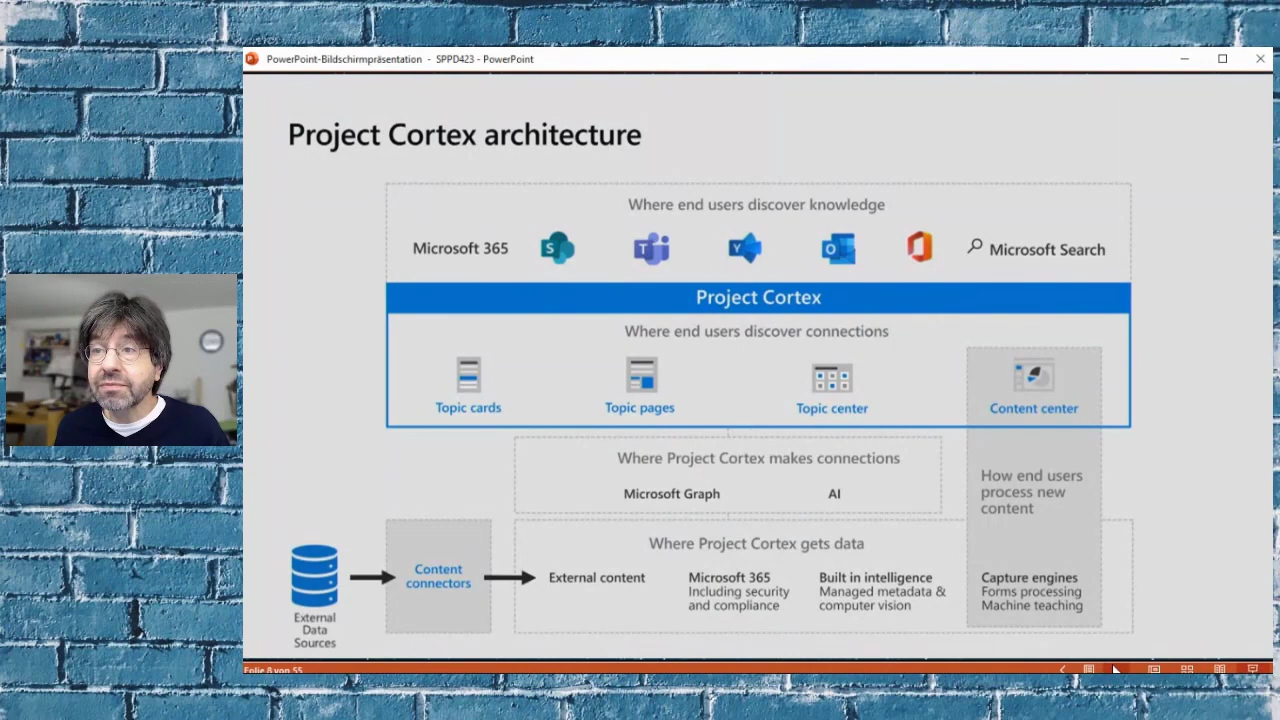 PowerPoint-Bildschirmpräsentation - SPPD423 - PowerPoint
Project Cortex architecture
Where end users discover knowledge
Microsoft 365
S
T
Y
O
Microsoft Search
Project Cortex
Where end users discover connections
Topic cards
Topic pages
Topic center
Content center
Where Project Cortex makes connections
Microsoft Graph
AI
How end users
process new
content
Where Project Cortex gets data
External
Data
Sources
Content
connectors
External content
Microsoft 365
Including security
and compliance
Built in intelligence
Managed metadata &
computer vision
Capture engines
Forms processing
Machine teaching
Folie 8 von 55